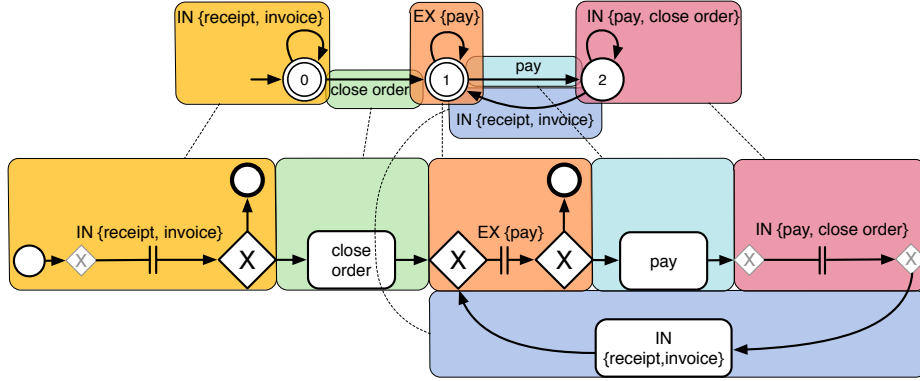 IN {receipt, invoice}
EX {pay}
IN {pay, close order}
0
1
2
pay
close order
IN {receipt, invoice}
IN {receipt, invoice}
EX {pay}
IN {pay, close order}
X
X
close
order
X
X
pay
X
X
IN
{receipt,invoice}